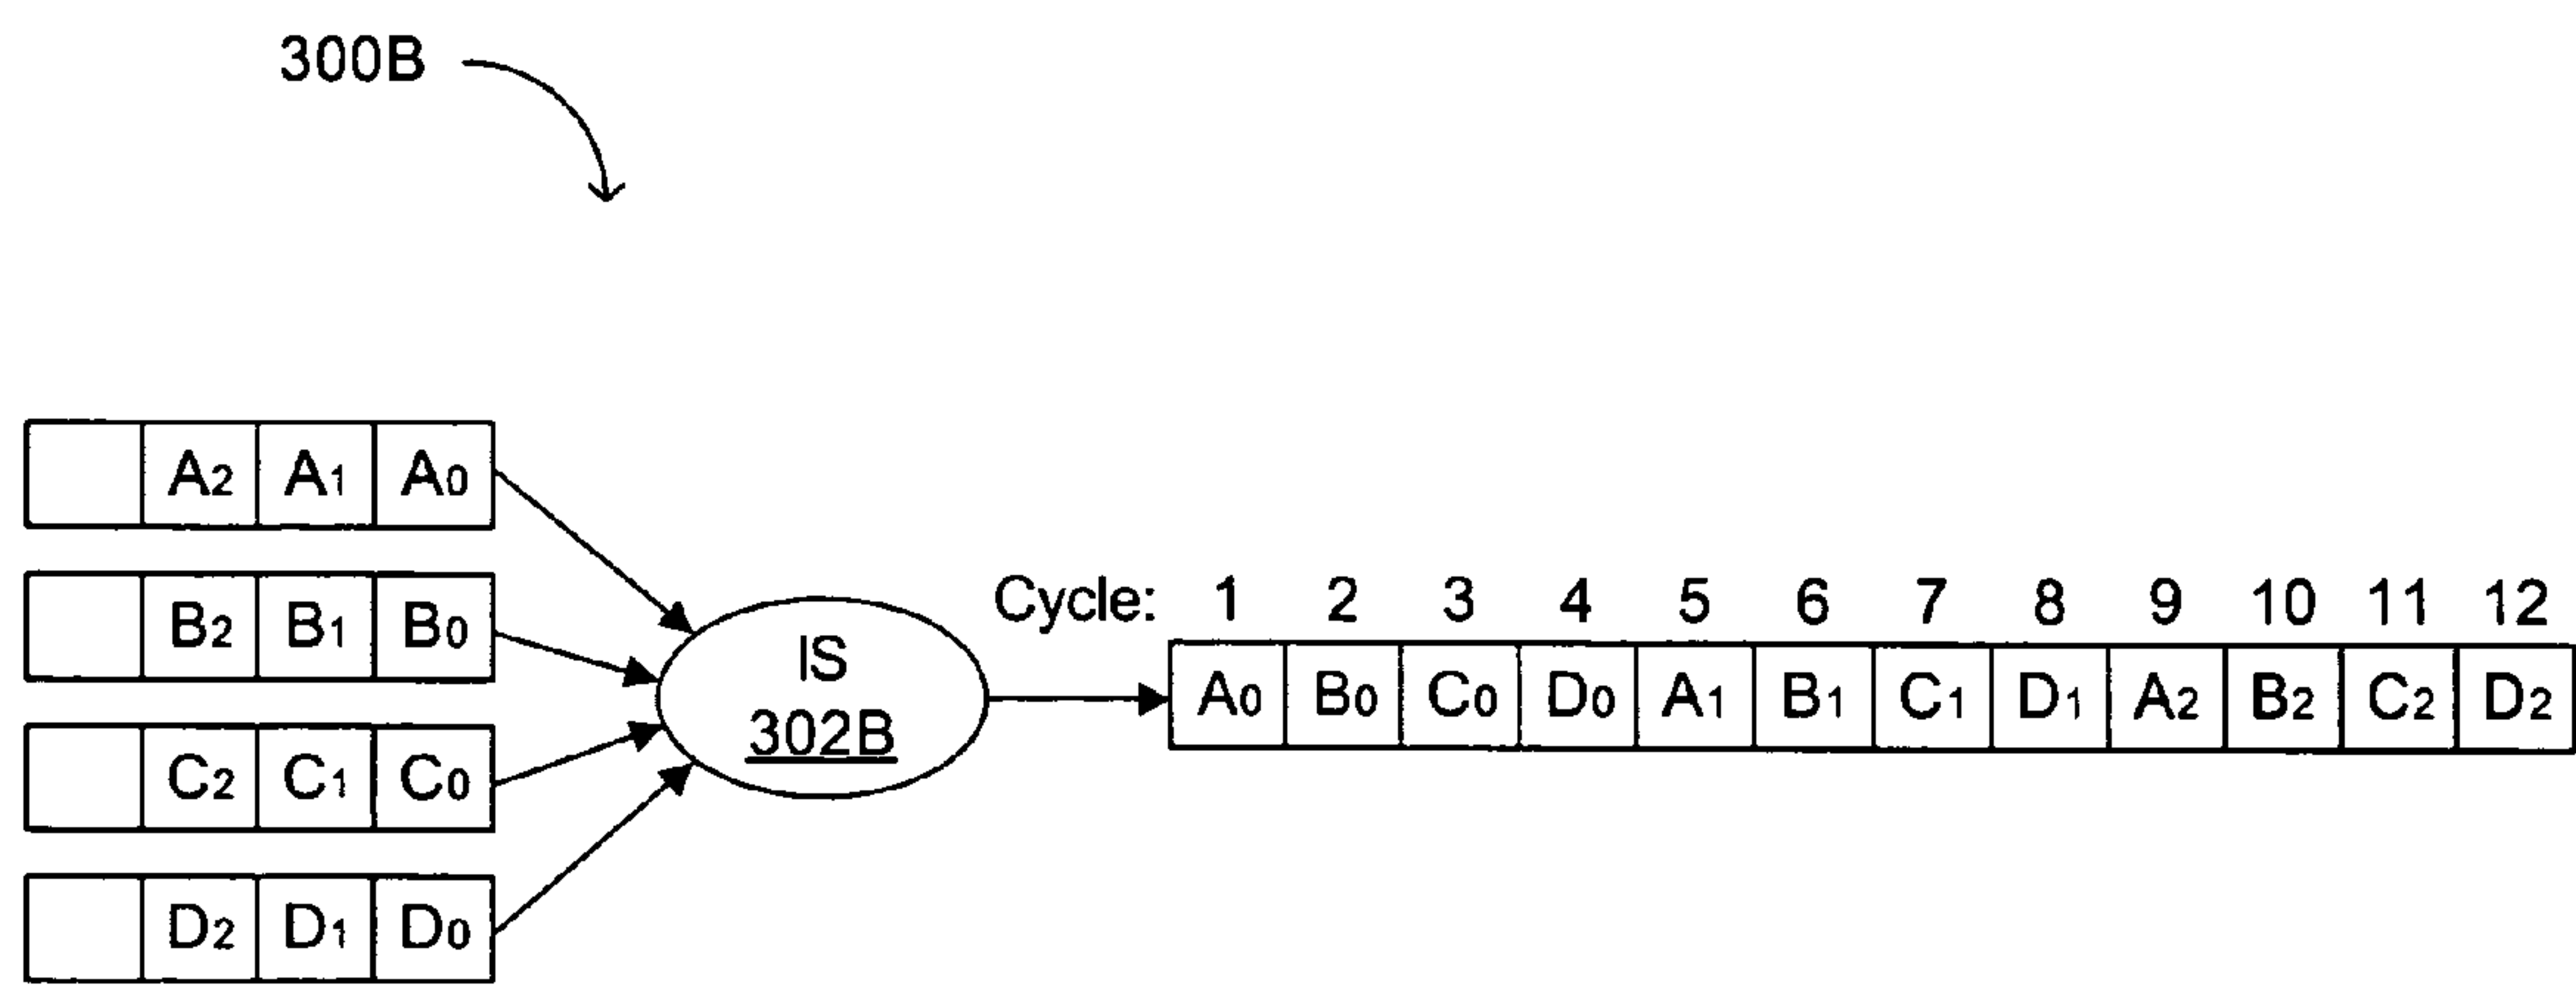 300B
A2 A1 A0
B2 B1 B0
C2 C1 C0
D2 D1 D0
IS
302B
Cycle: 1 2 3 4 5 6 7 8 9 10 11 12
A0 B0 C0 D0 A1 B1 C1 D1 A2 B2 C2 D2